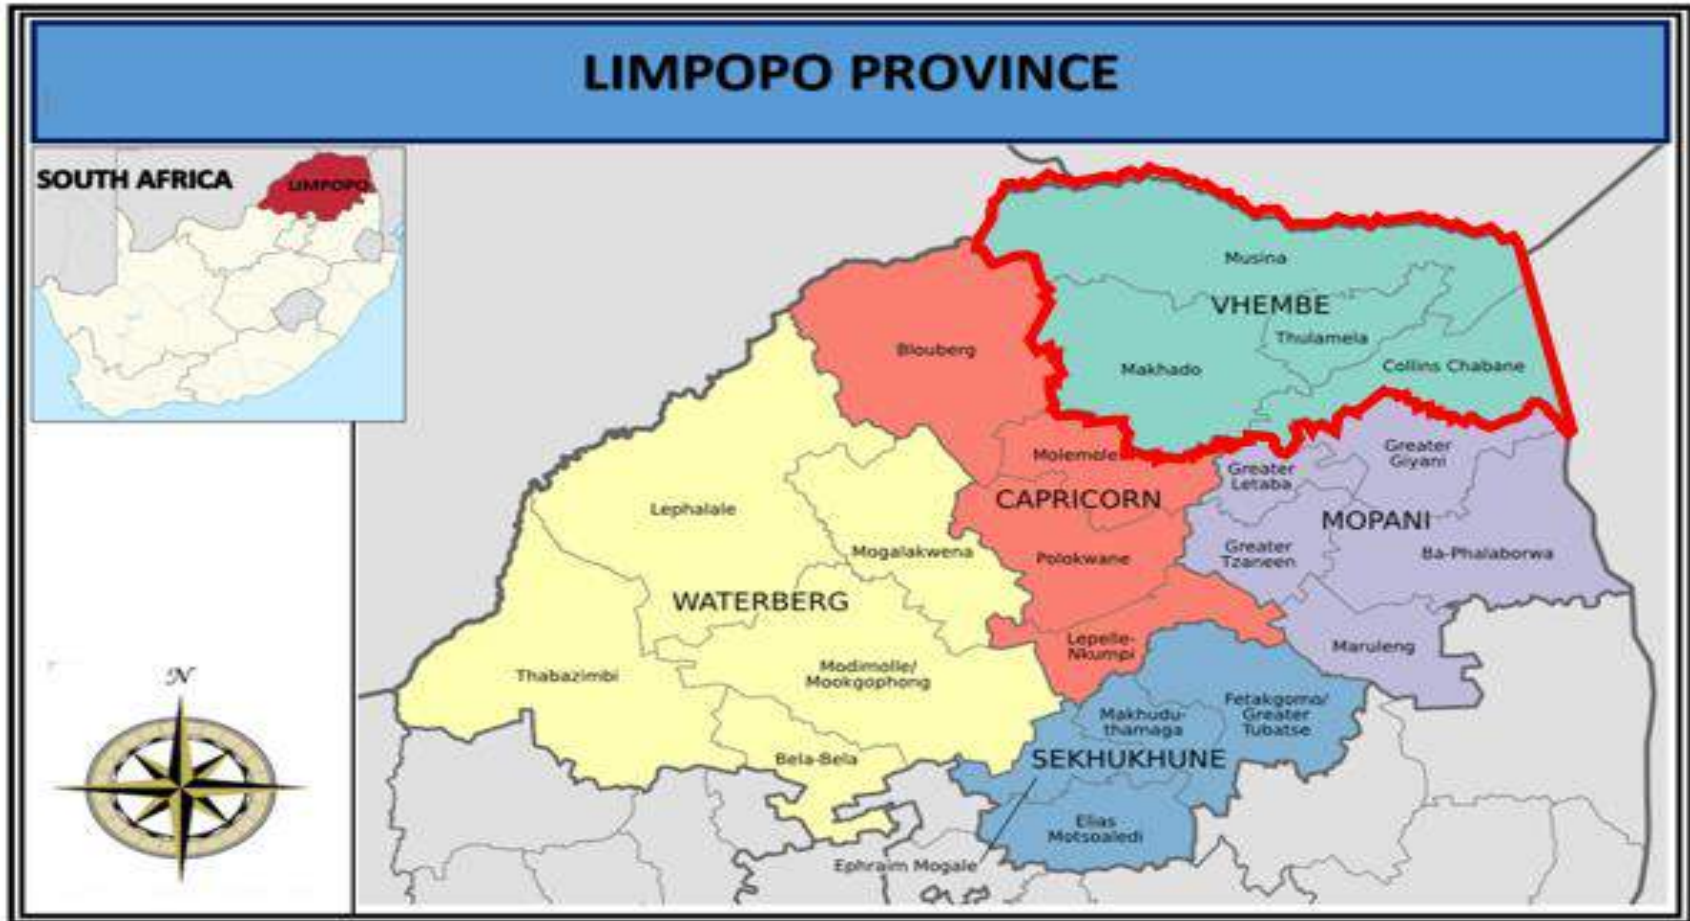 LIMPOPO PROVINCE
SOUTH AFRICA
LIMPOPO
N
Musina
VHEMBE
Thulamela
Makhado
Collins Chabane
Blouberg
Molemole
CAPRICORN
Polokwane
Lepelle-
Nkumpi
Greater
Giyani
Greater
Letaba
MOPANI
Greater
Tzaneen
Ba-Phalaborwa
Maruleng
Lephalale
Mogalakwena
WATERBERG
Thabazimbi
Modimolle/
Mookgophong
Bela-Bela
Fetakgomo/
Greater
Tubatse
Makhudu-
thamaga
SEKHUKHUNE
Elias
Motsoaledi
Ephraim Mogale